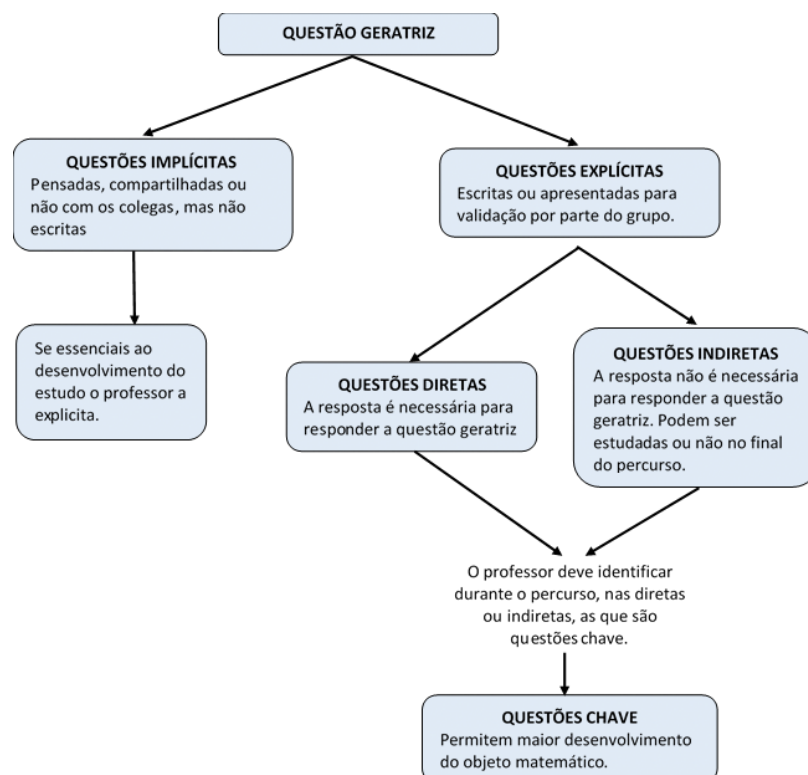 QUESTÃO GERATRIZ
QUESTÕES IMPLÍCITAS
Pensadas, compartilhadas ou
não com os colegas, mas não
escritas
QUESTÕES EXPLÍCITAS
Escritas ou apresentadas para
validação por parte do grupo.
Se essenciais ao
desenvolvimento do
estudo o professor a
explicita.
QUESTÕES DIRETAS
A resposta é necessária para
responder a questão geratriz
QUESTÕES INDIRETAS
A resposta não é necessária
para responder a questão
geratriz. Podem ser
estudadas ou não no final
do percurso.
O professor deve identificar
durante o percurso, nas diretas
ou indiretas, as que são
questões chave.
QUESTÕES CHAVE
Permitem maior desenvolvimento
do objeto matemático.